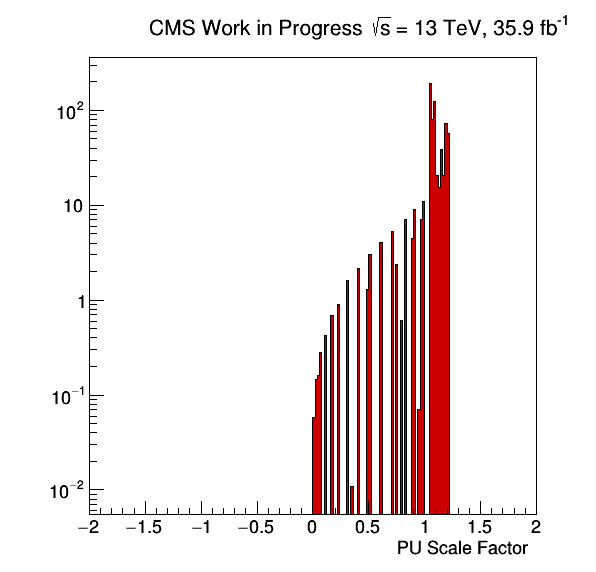 CMS Work in Progress √s = 13 TeV, 35.9 fb⁻¹
10²
10
1
10⁻¹
10⁻²
−2 −1.5 −1 −0.5 0 0.5 1 1.5 2
PU Scale Factor